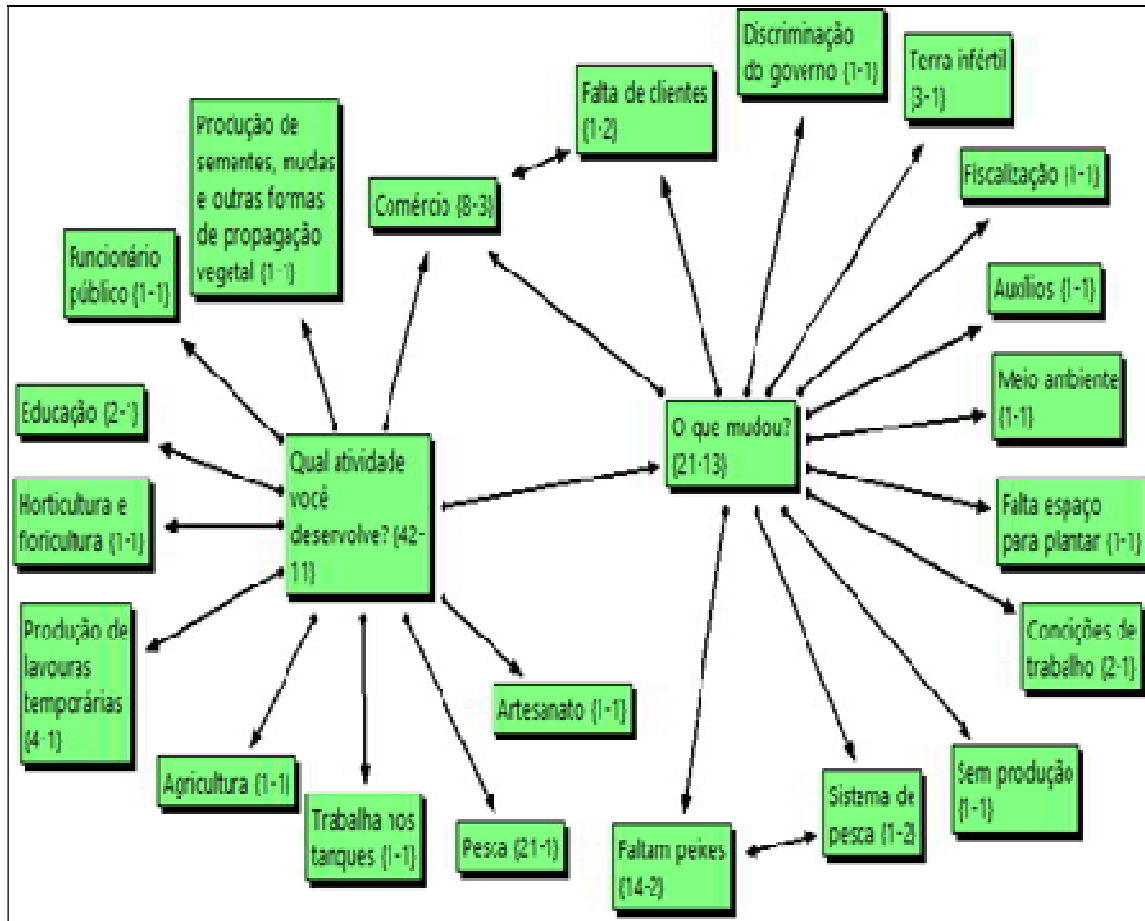 Discriminação
do governo {1-1}
Terra infértil
{3-1}
Falta de clientes
{1-2}
Produção de
semantes, mudas
e outras formas
de propagação
vegetal {1-1}
Fiscalização {1-1}
Comércio {8-3}
Funcionário
público {1-1}
Auxílios {1-1}
Meio ambiente
{1-1}
Educação {2-1}
O que mudou?
{21-13}
Qual atividade
você
deservolve? {42-
11}
Horticultura e
floricultura {1-1}
Falta espaço
para plantar {1-1}
Produção de
lavouras
temporárias
{4-1}
Condições de
trabalho {2-1}
Artesanato {1-1}
Agricultura {1-1}
Sem produção
{1-1}
Trabalha nos
tanques {1-1}
Pesca {21-1}
Sistema de
pesca {1-2}
Faltam peixes
{14-2}